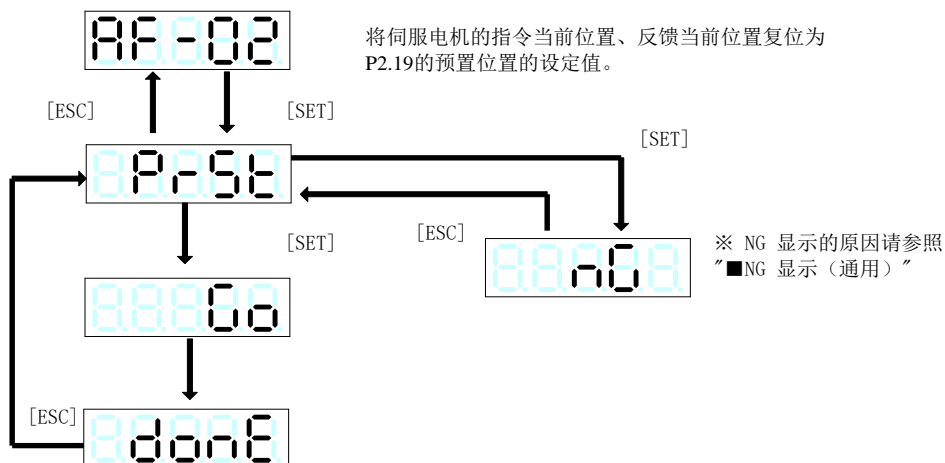 AF-02
将伺服电机的指令当前位置、反馈当前位置复位为
P2.19的预置位置的设定值。
[ESC]
[SET]
[SET]
PrSt
[SET]
[ESC]
nG
※ NG 显示的原因请参照
"■NG 显示（通用）"
Go
[ESC]
donE